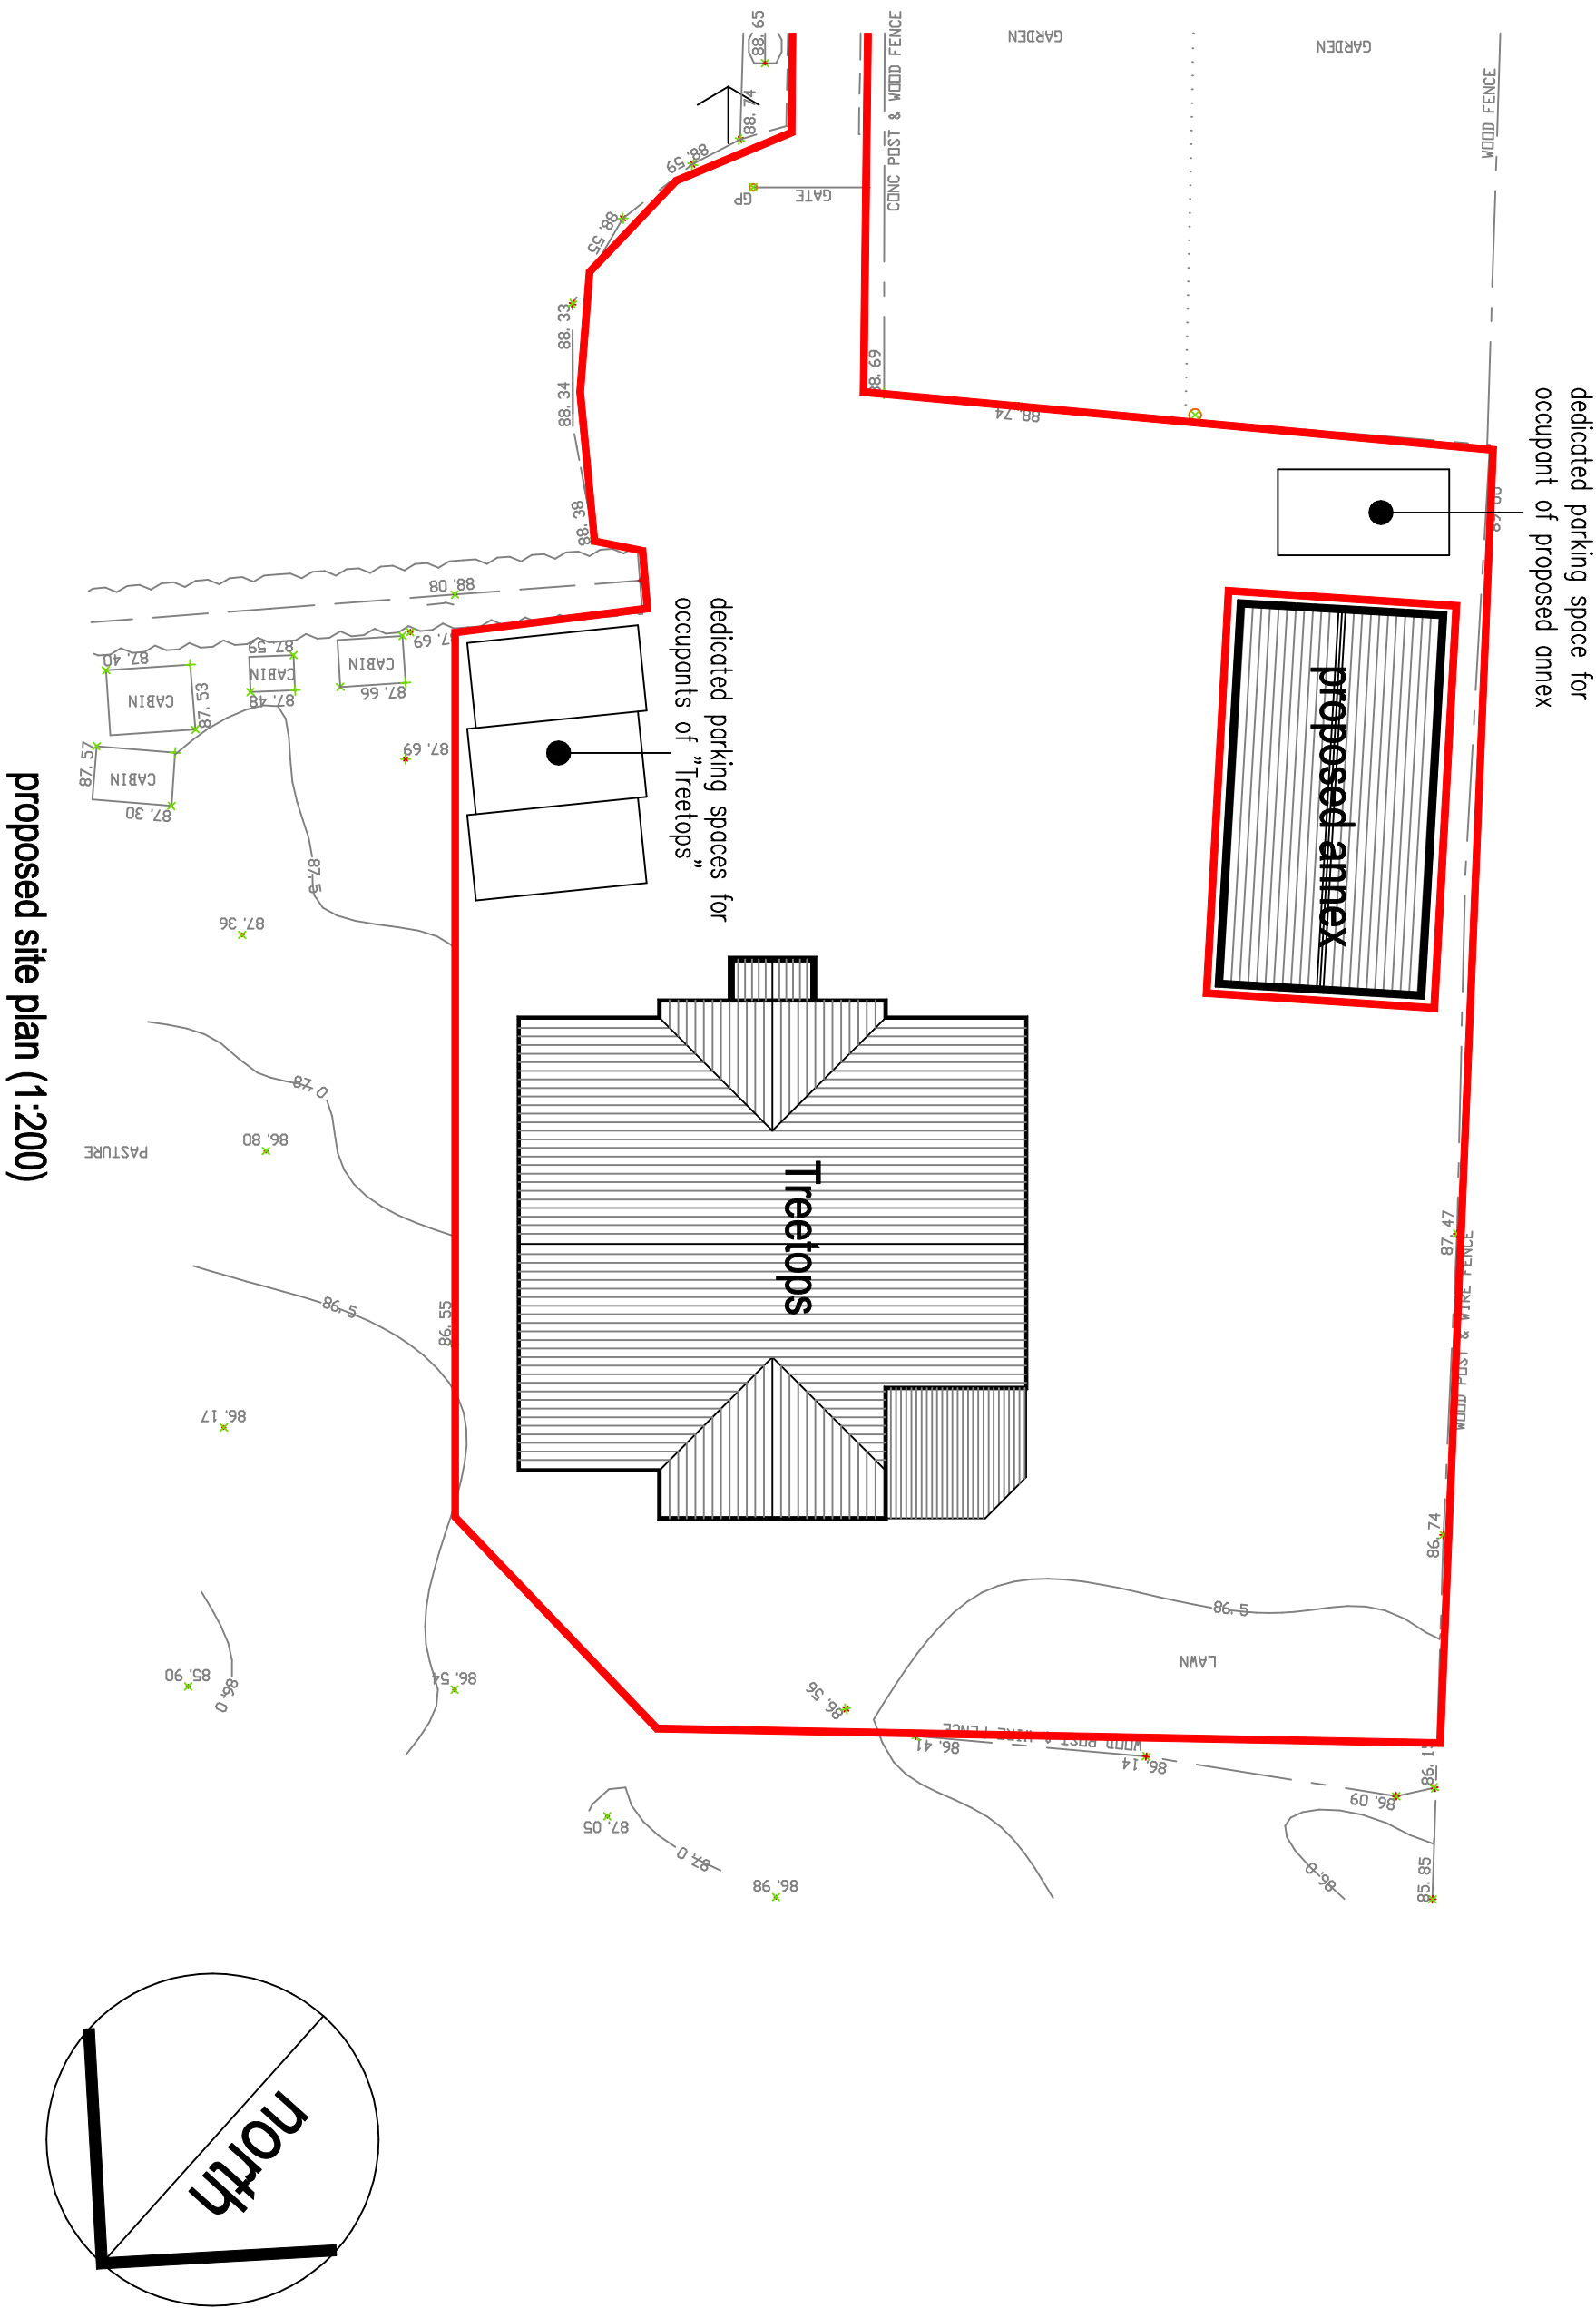 dedicated parking space for
occupant of proposed annex
WOOD FENCE
GARDEN
GARDEN
CONC POST & WOOD FENCE
88.65
88.74
88.59
88.55
GP
GATE
88.33
88.34
88.38
88.69
88.74
proposed annex
dedicated parking spaces for
occupants of "Treetops"
88.08
87.69
CABIN
87.66
87.59
CABIN
87.48
87.40
CABIN
87.53
87.57
CABIN
87.30
87.69
87.5
87.36
87.0
86.80
PASTURE
86.5
86.55
86.17
Treetops
87.47
WOOD POST & WIRE FENCE
86.74
86.5
LAWN
86.56
WOOD POST & WIRE FENCE
86.41
86.14
86.09
86.0
85.85
86.54
85.90
86.0
87.05
87.0
86.98
proposed site plan (1:200)
north